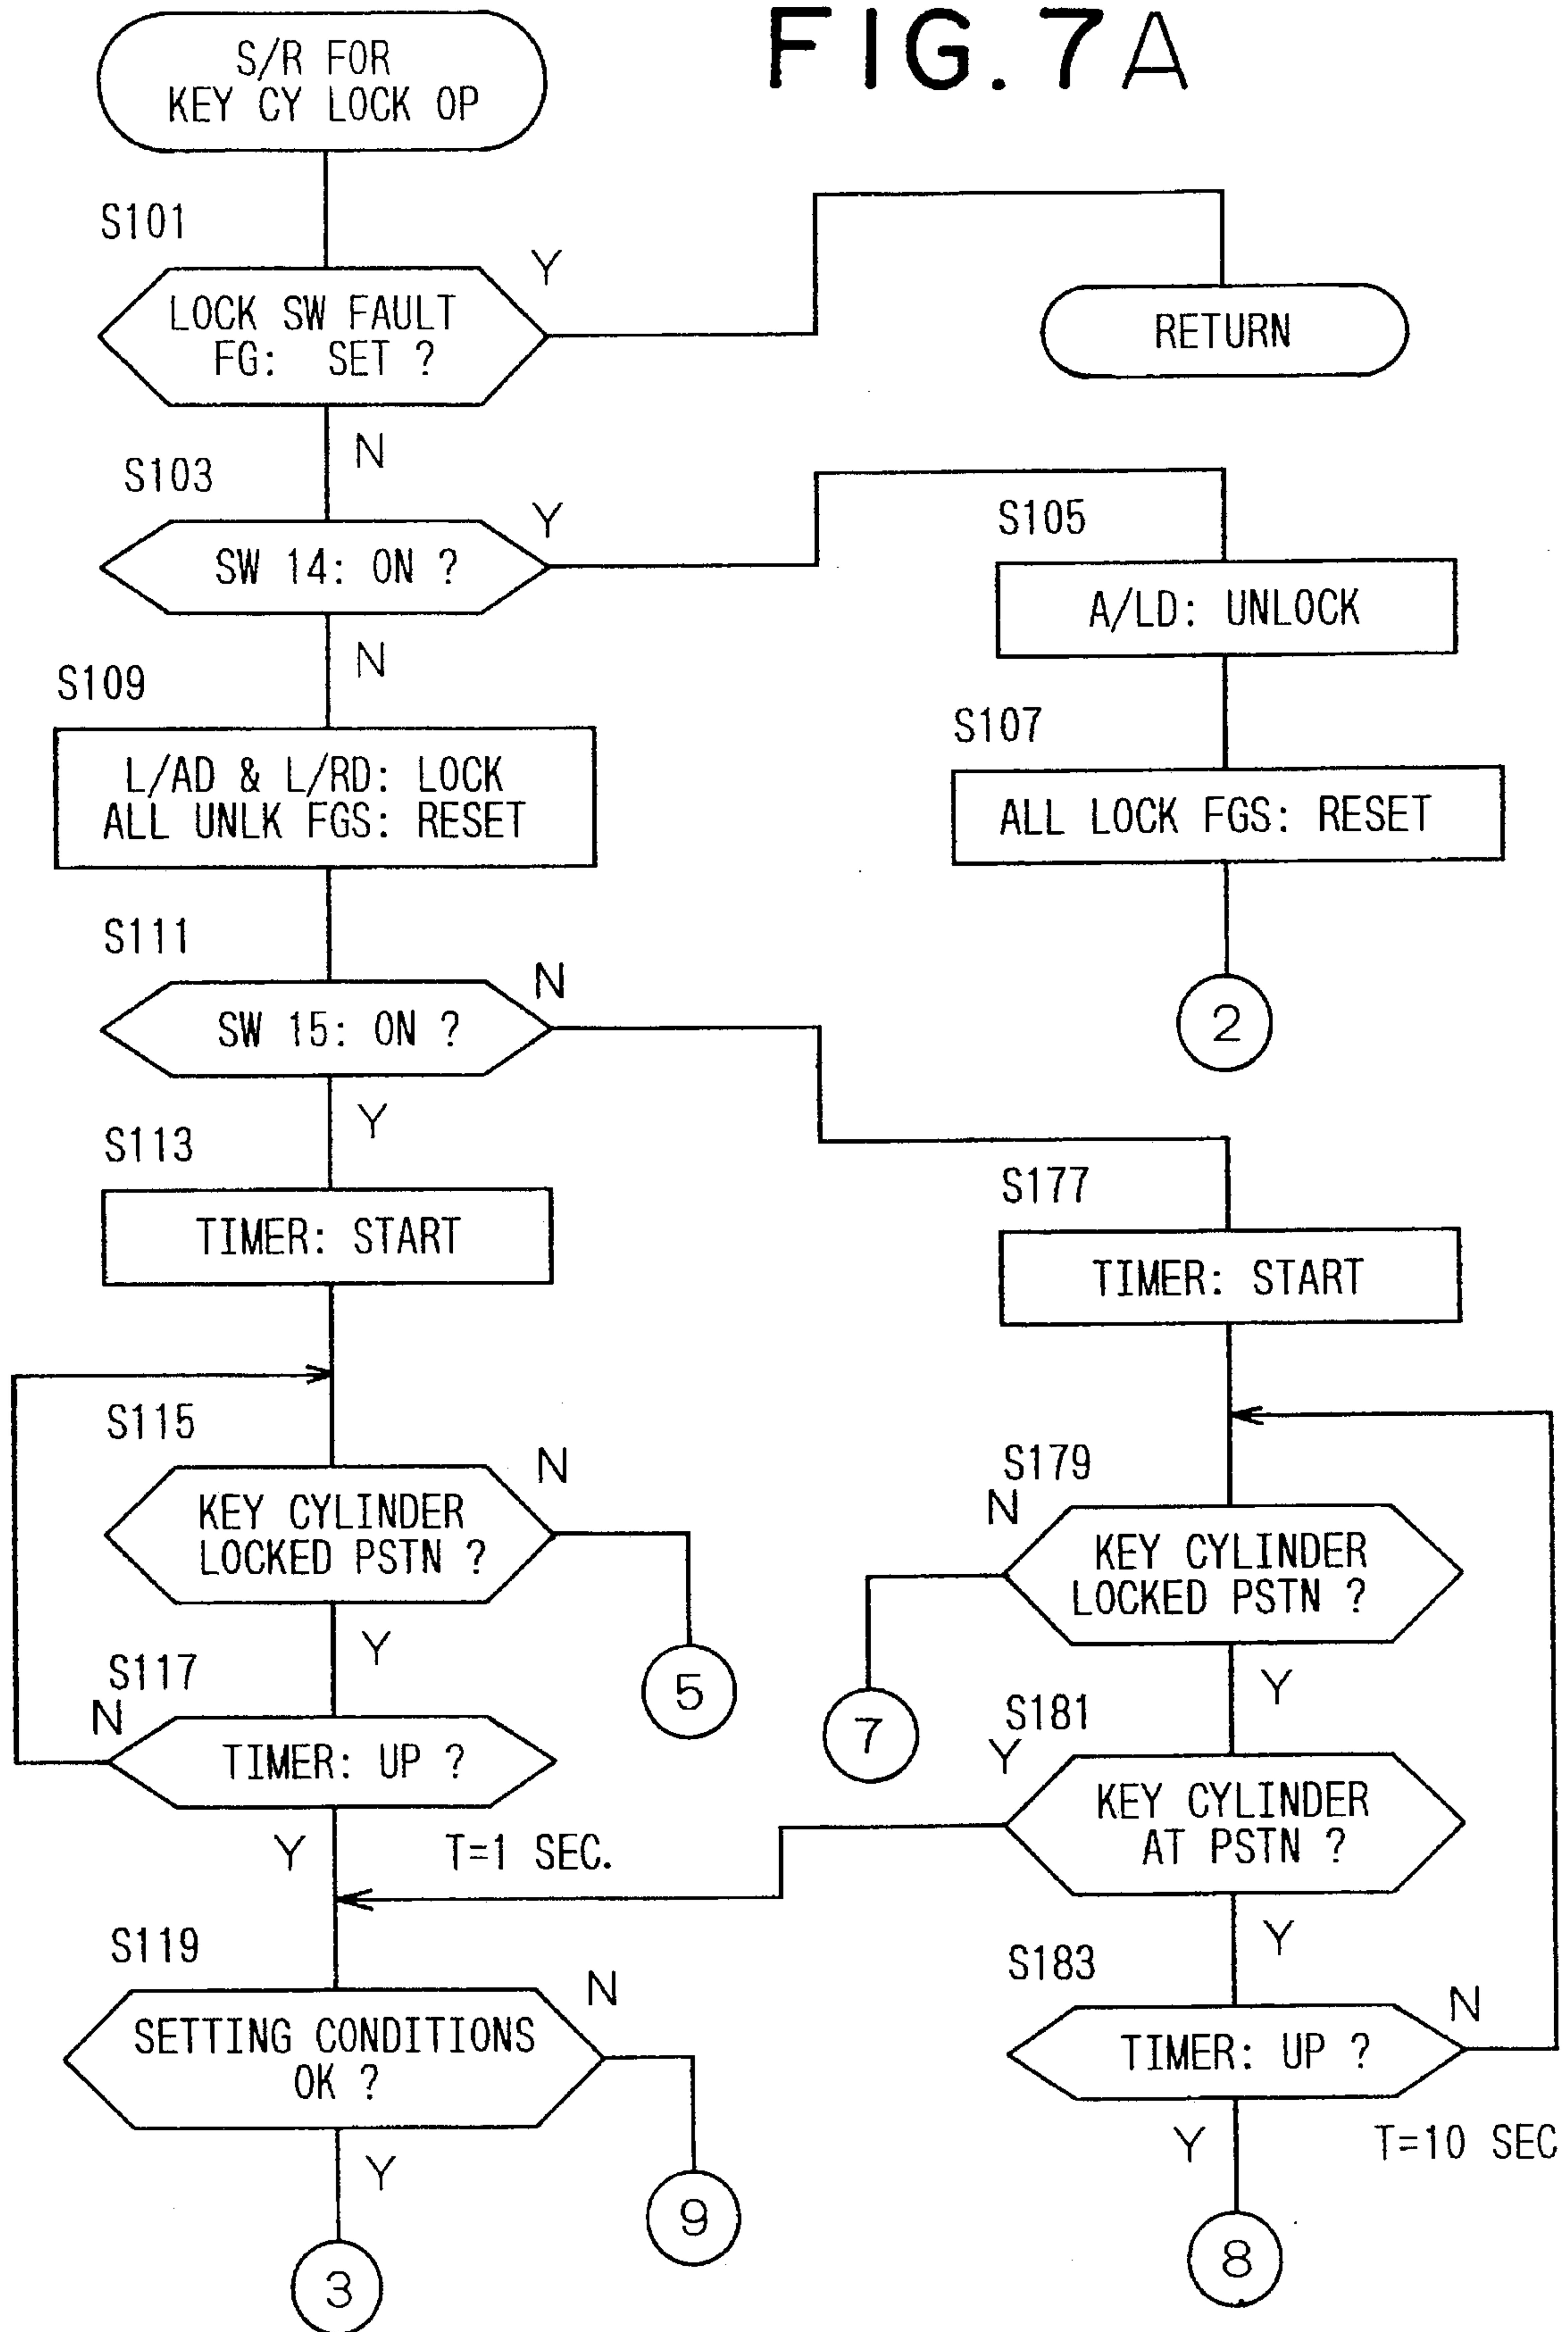 FIG. 7A
S/R FOR
KEY CY LOCK OP
S101
Y
LOCK SW FAULT
FG: SET ?
RETURN
N
S103
Y
SW 14: ON ?
S105
A/LD: UNLOCK
N
S109
S107
L/AD & L/RD: LOCK
ALL UNLK FGS: RESET
ALL LOCK FGS: RESET
S111
N
SW 15: ON ?
2
Y
S113
TIMER: START
S177
TIMER: START
S115
N
KEY CYLINDER
LOCKED PSTN ?
S179
N
KEY CYLINDER
LOCKED PSTN ?
Y
5
Y
7
S117
N
TIMER: UP ?
S181
Y
KEY CYLINDER
AT PSTN ?
Y
T=1 SEC.
Y
S119
N
SETTING CONDITIONS
OK ?
S183
N
TIMER: UP ?
Y
T=10 SEC
Y
9
3
8